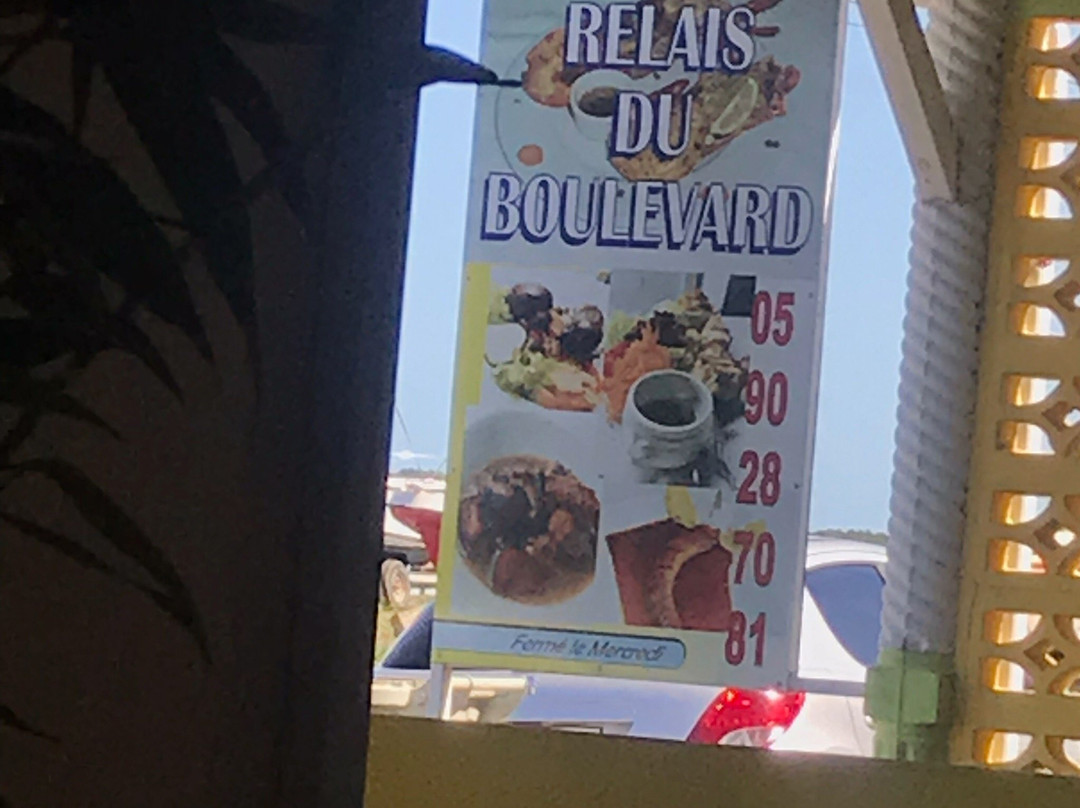 RELAIS
DU
BOULEVARD
05
90
28
70
81
Fermé le Mercredi